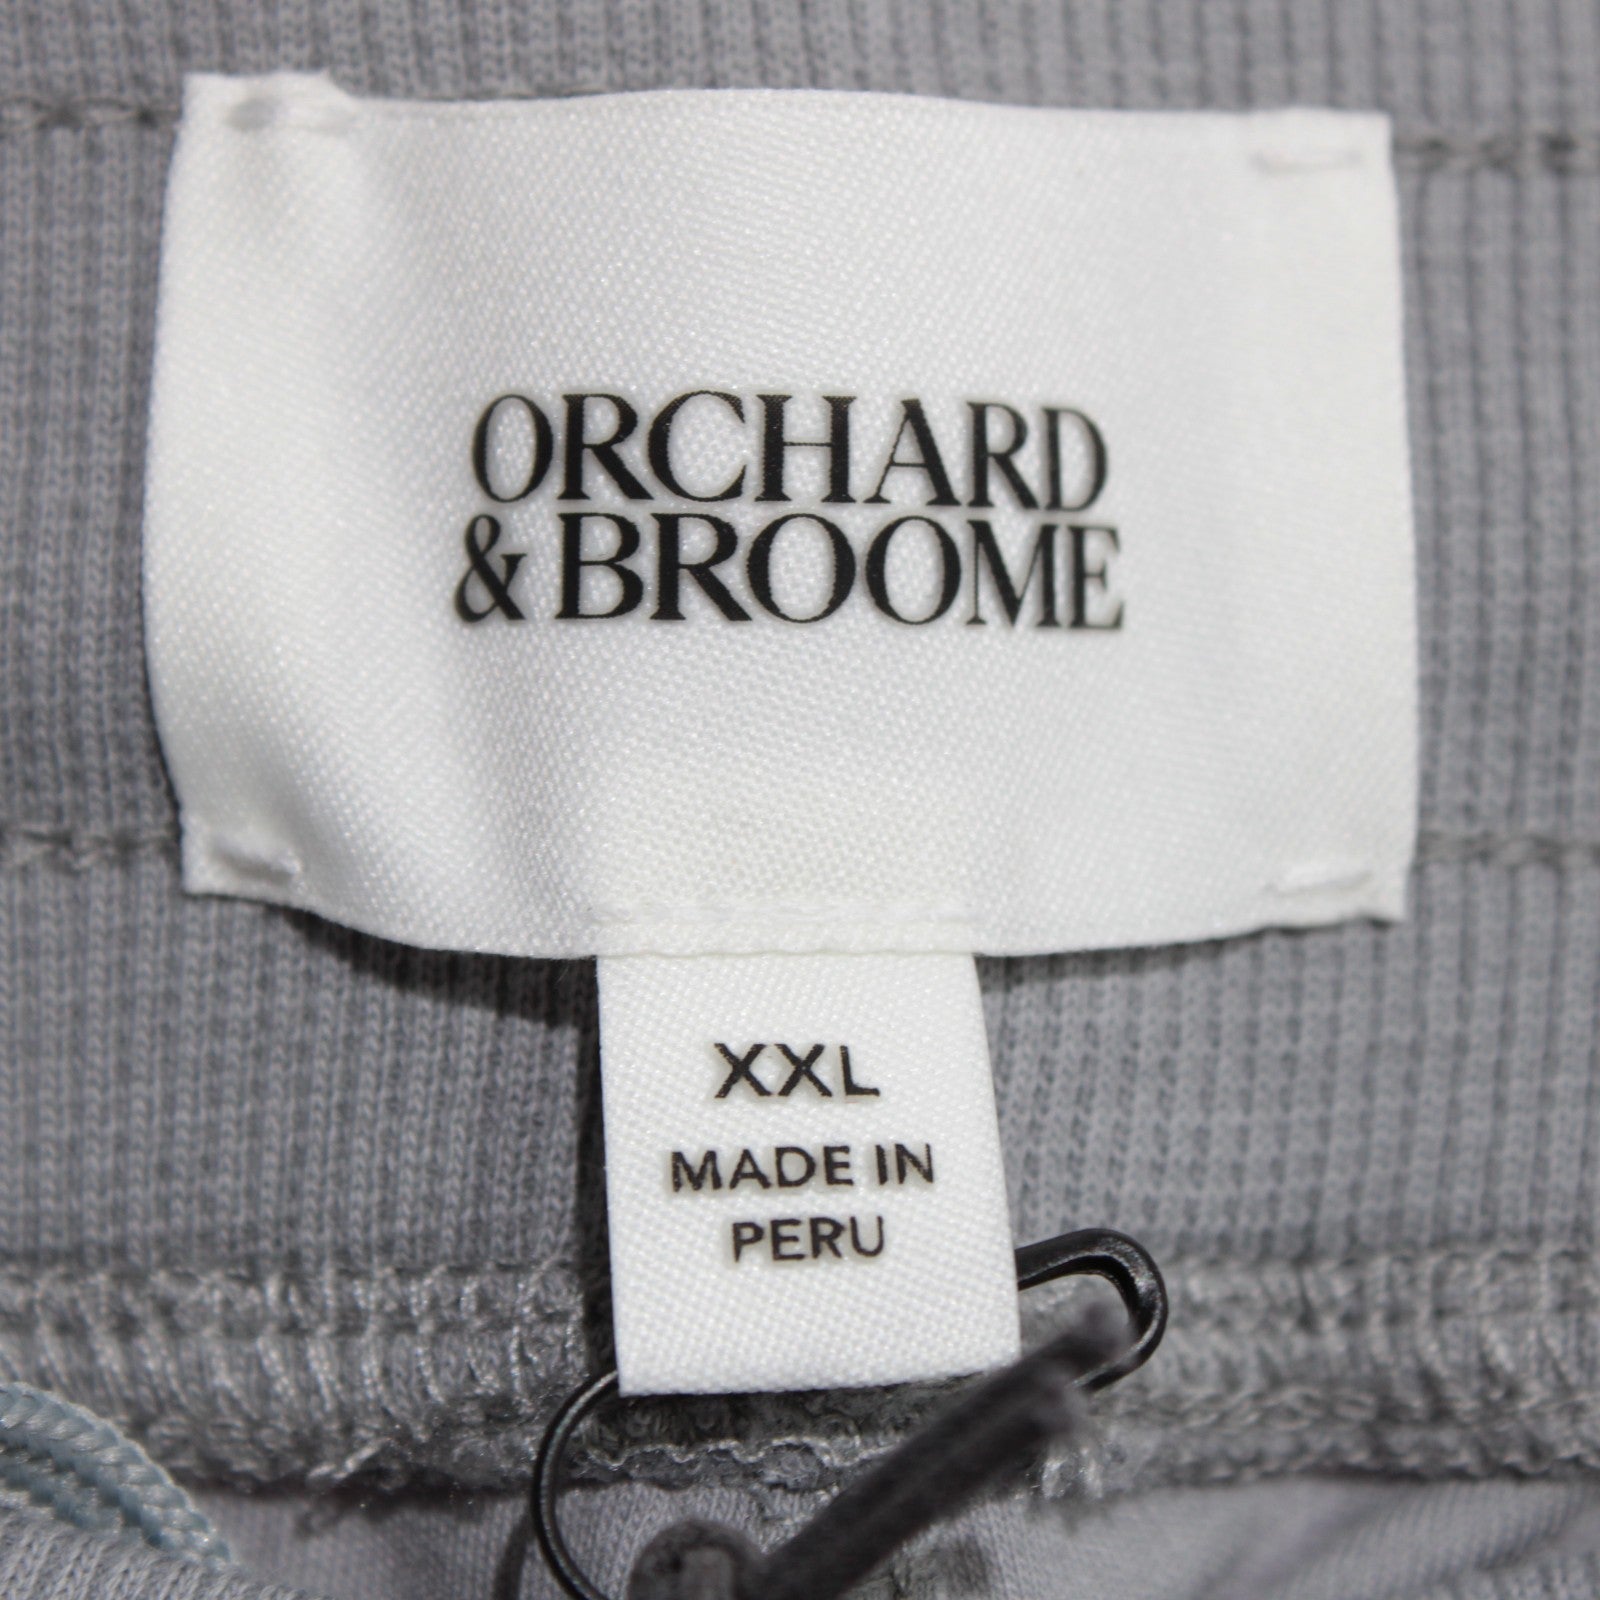 ORCHARD
& BROOME
XXL
MADE IN
PERU